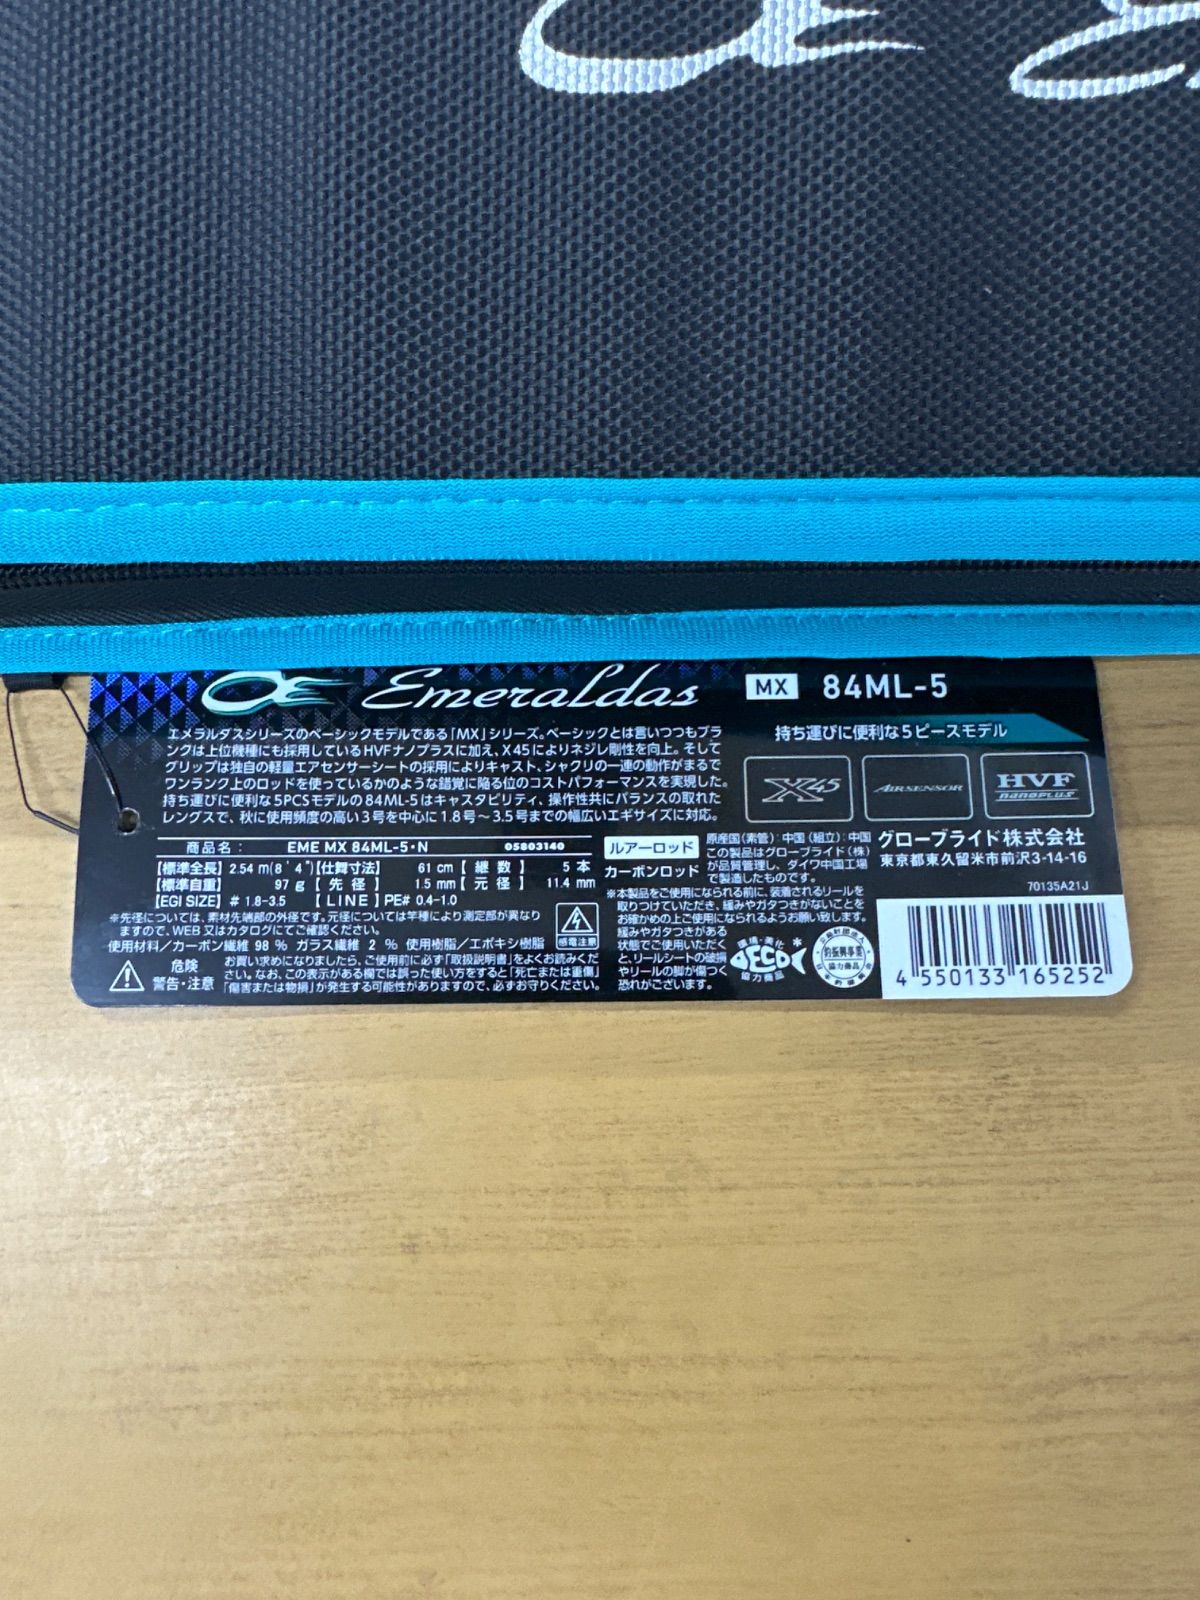 Emeraldas MX 84ML-5
エメラルダスシリーズのベーシックモデルである「MX」シリーズ。ベーシックとは言いつつもブラ
ンクは上位機種にも採用しているHVFナノプラスに加え、X45によりネジレ剛性を向上。そして
グリップは独自の軽量エアセンサーシートの採用によりキャスト、シャクリの一連の動作がまるで
ワンランク上のロッドを使っているかのような錯覚に陥る位のコストパフォーマンスを実現した。
持ち運びに便利な5PCSモデルの84ML-5はキャスタビリティ、操作性共にバランスの取れた
レングスで、秋に使用頻度の高い3号を中心に1.8号～3.5号までの幅広いエギサイズに対応。
持ち運びに便利な5ピースモデル
X45 AIRSENSOR HVF nanoPLUS
商品名： EME MX 84ML-5・N 05803140
【標準全長】 2.54 m(8'4")【仕舞寸法】 61 cm【継数】 5 本
【標準自重】 97 g【先径】 1.5 mm【元径】 11.4 mm
【EGI SIZE】 # 1.8-3.5 【LINE】 PE# 0.4-1.0
※先径については、素材先端部の外径です。元径については竿種により測定部が異なり
ますので、WEB又はカタログにてご確認ください。
使用材料/カーボン繊維 98 % ガラス繊維 2 % 使用樹脂/エポキシ樹脂
感電注意
危険
警告・注意
お買い求めになりましたら、ご使用前に必ず「取扱説明書」をよくお読みくだ
さい。なお、この表示がある欄では誤った使い方をすると「死亡または重傷」
「傷害または物損」が発生する可能性がありますので、必ずお守りください。
ルアーロッド
カーボンロッド
原産国(素管)：中国(組立)：中国
この製品はグローブライド(株)
が品質管理し、ダイワ中国工場
で製造したものです。
※本製品をご使用になられる前に、装着されるリールを
取りつけていただき、緩みやガタつきがないことを
お確かめの上ご使用になられるようお願い致します。
緩みやガタつきがある
状態でご使用いただく
と、リールシートの破損
やリールの脚が傷つく
恐れがございます。
環境・美化
ECO
協力商品
公益財団法人
釣振興事業
協力商品
日本釣振興会
グローブライド株式会社
東京都東久留米市前沢3-14-16
70135A21J
4 550133 165252